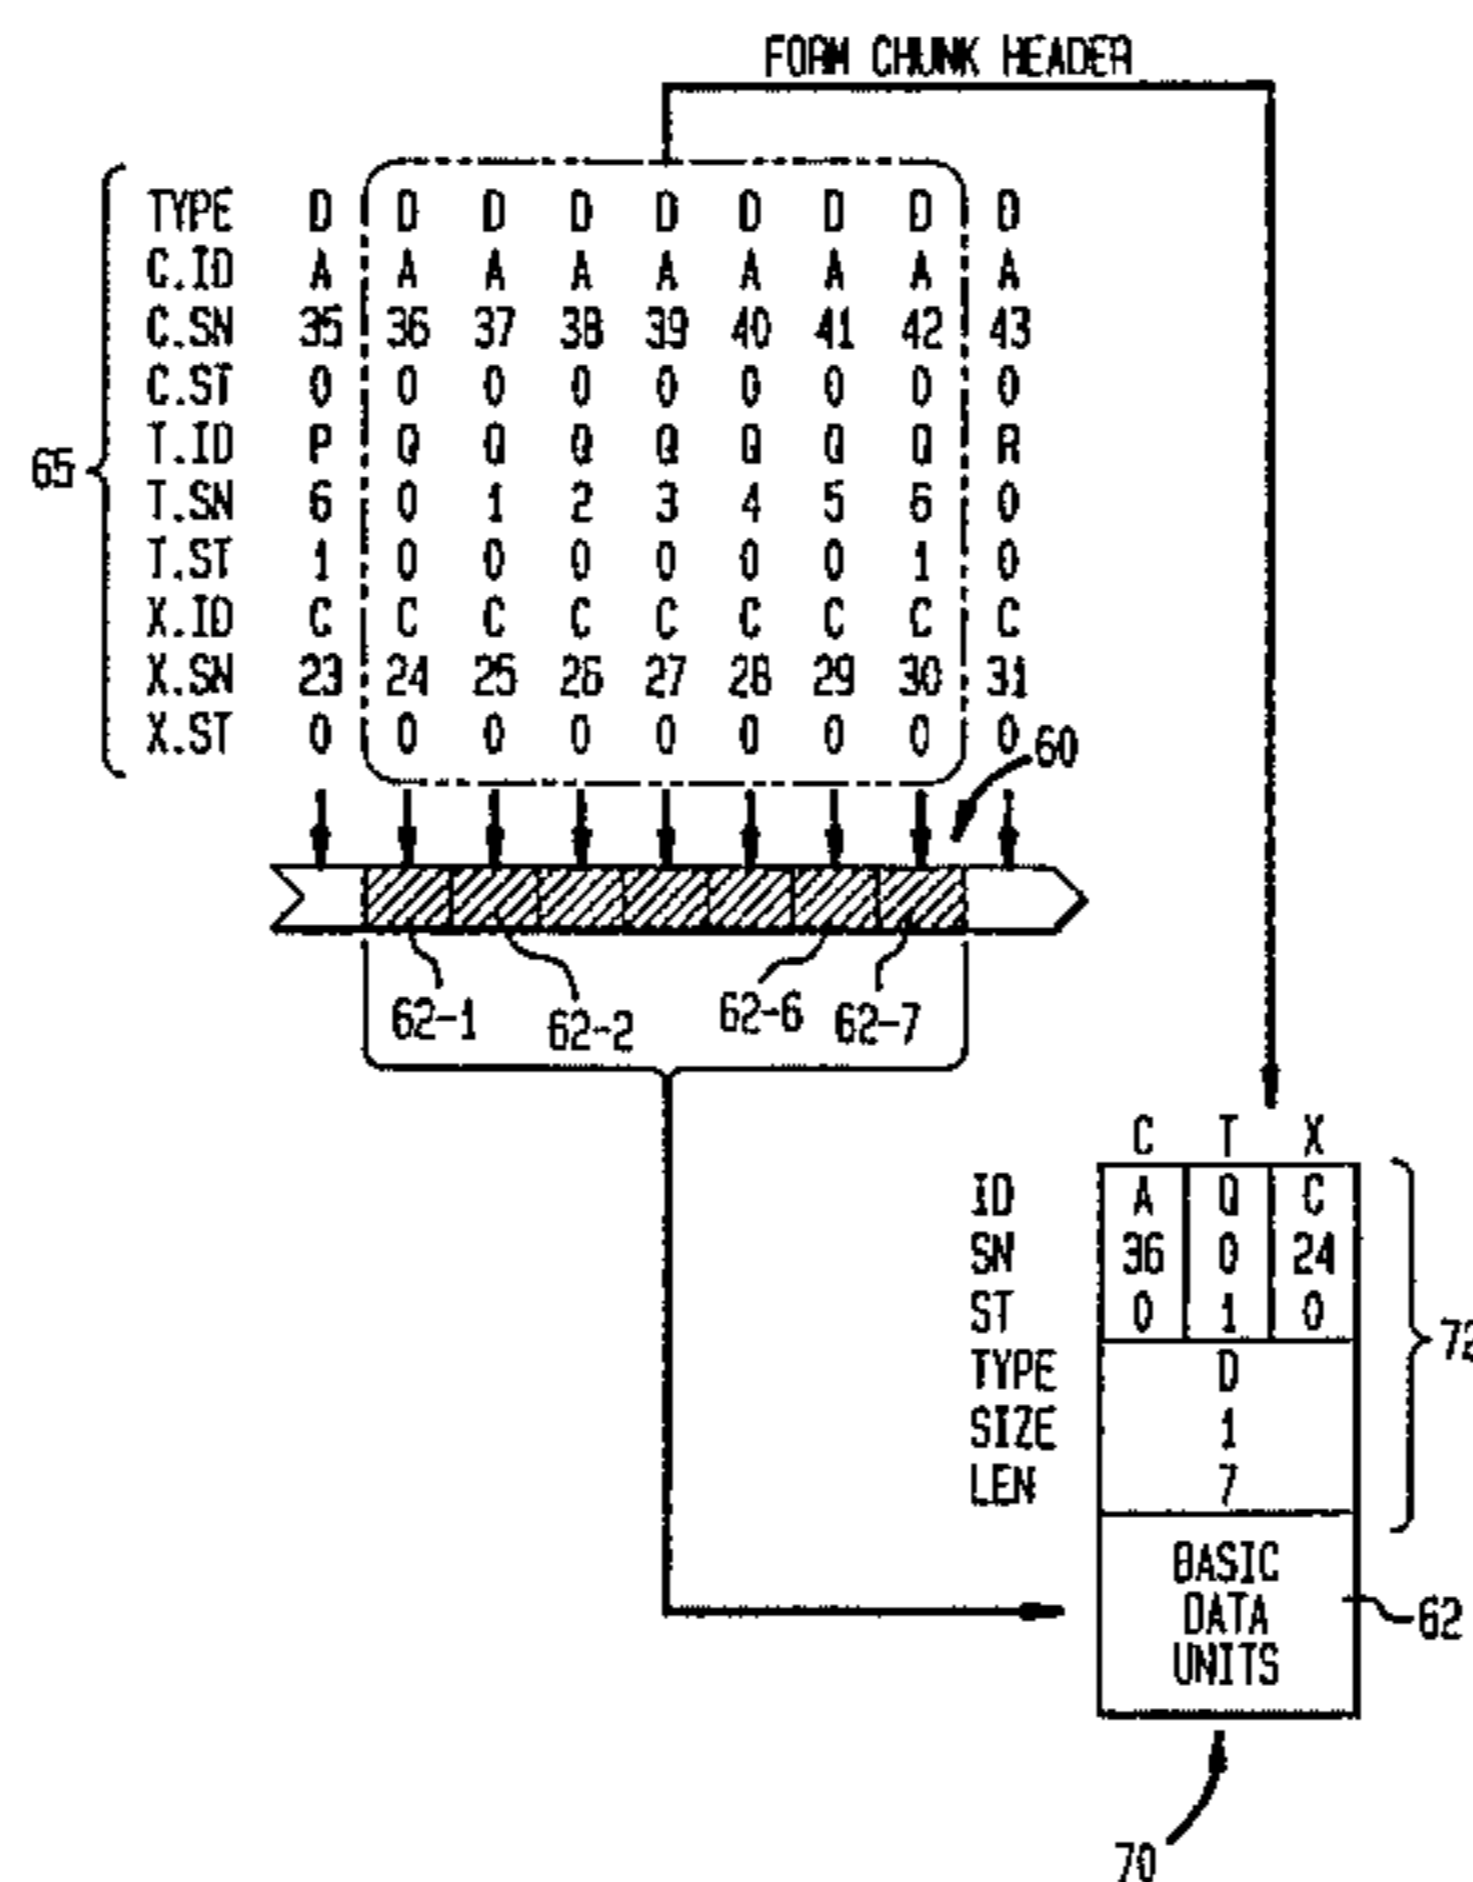 FORM CHUNK HEADER
TYPE D D D D D D D D D
C.ID A A A A A A A A A
C.SN 35 36 37 38 39 40 41 42 43
C.ST 0 0 0 0 0 0 0 0 0
65 T.ID P Q Q Q Q Q Q Q R
T.SN 6 0 1 2 3 4 5 6 0
T.ST 1 0 0 0 0 0 0 1 0
X.ID C C C C C C C C C
X.SN 23 24 25 26 27 28 29 30 31
X.ST 0 0 0 0 0 0 0 0 0
60
62-1 62-2 62-6 62-7
C T X
ID A Q C
SN 36 0 24
ST 0 1 0
72
TYPE D
SIZE 1
LEN 7
BASIC
DATA
UNITS
62
70